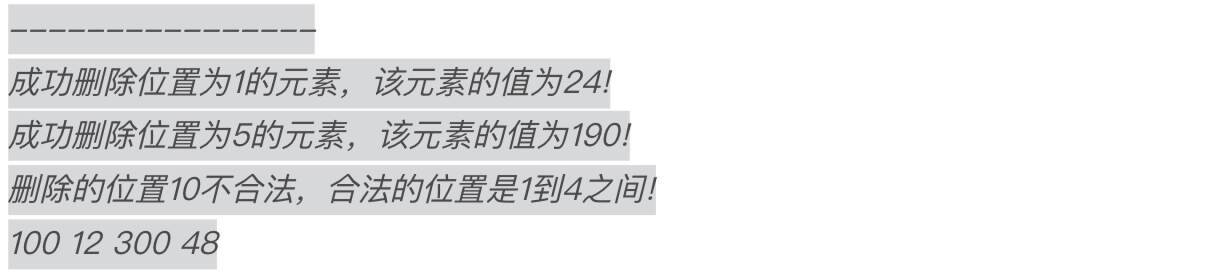 ----------------
成功删除位置为1的元素，该元素的值为24!
成功删除位置为5的元素，该元素的值为190!
删除的位置10不合法，合法的位置是1到4之间!
100 12 300 48